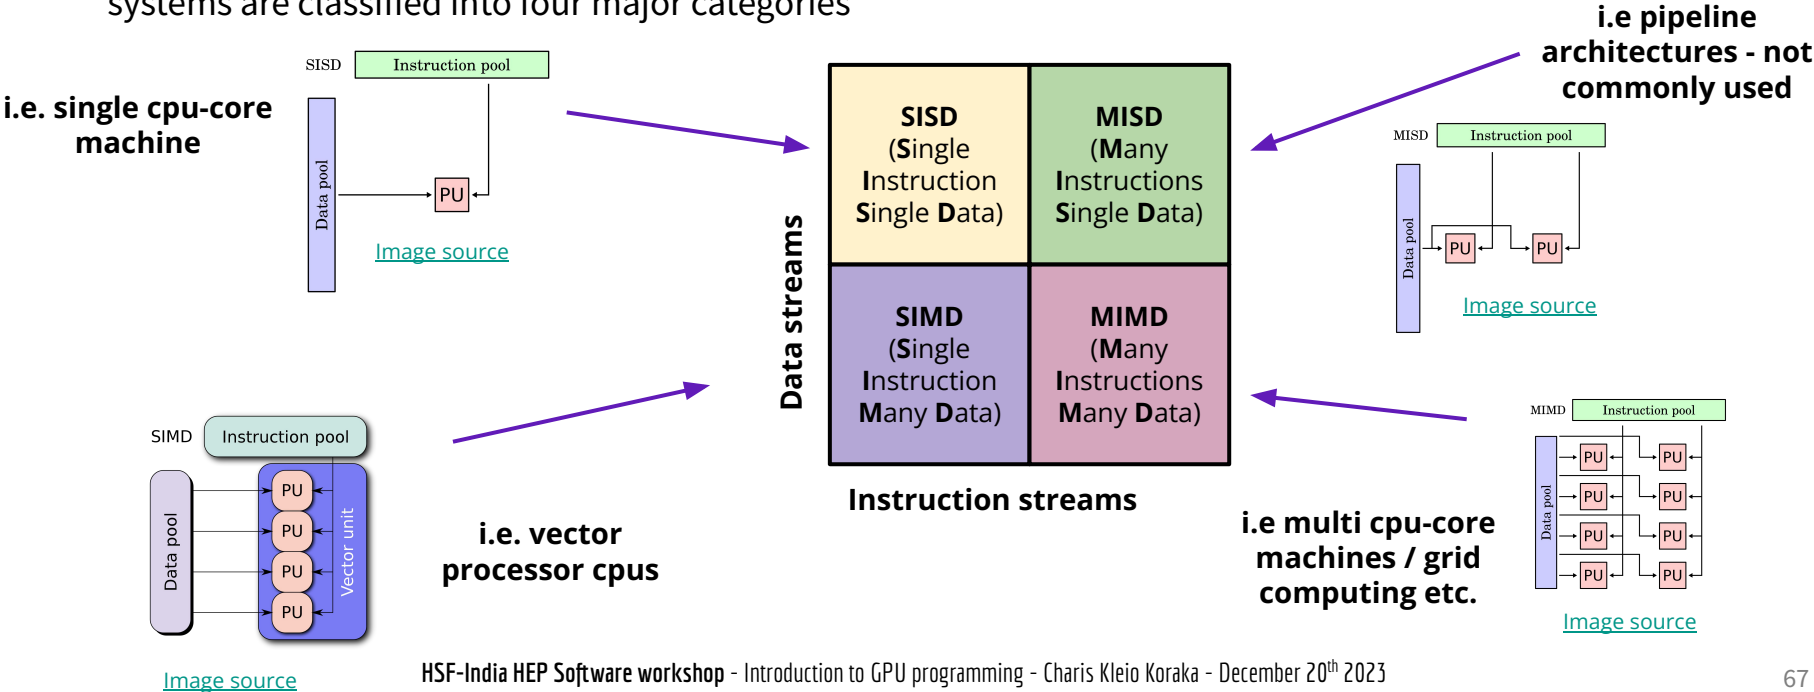 systems are classified into four major categories
i.e. single cpu-core
machine
SISD
Instruction pool
Data pool
PU
Image source
SISD
(Single
Instruction
Single Data)
MISD
(Many
Instructions
Single Data)
SIMD
(Single
Instruction
Many Data)
MIMD
(Many
Instructions
Many Data)
Data streams
Instruction streams
i.e pipeline
architectures - not
commonly used
MISD
Instruction pool
Data pool
PU PU
Image source
SIMD
Instruction pool
Data pool
PU
PU
PU
PU
Vector unit
Image source
i.e. vector
processor cpus
i.e multi cpu-core
machines / grid
computing etc.
MIMD
Instruction pool
Data pool
PU PU
PU PU
PU PU
PU PU
Image source
HSF-India HEP Software workshop - Introduction to GPU programming - Charis Kleio Koraka - December 20th 2023
67